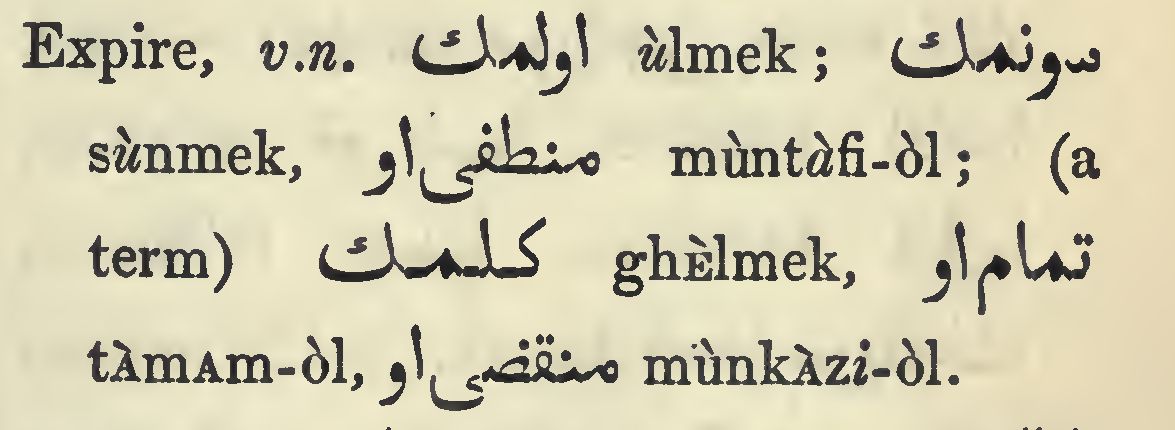 Expire, v.n. اولمك ùlmek; سونمك
sùnmek, منطفی‌او mùntàfi-òl; (a
term) كلمك ghÈlmek, تمام‌او
tÀmAm-òl, منقضی‌او mùnkÀzi-òl.